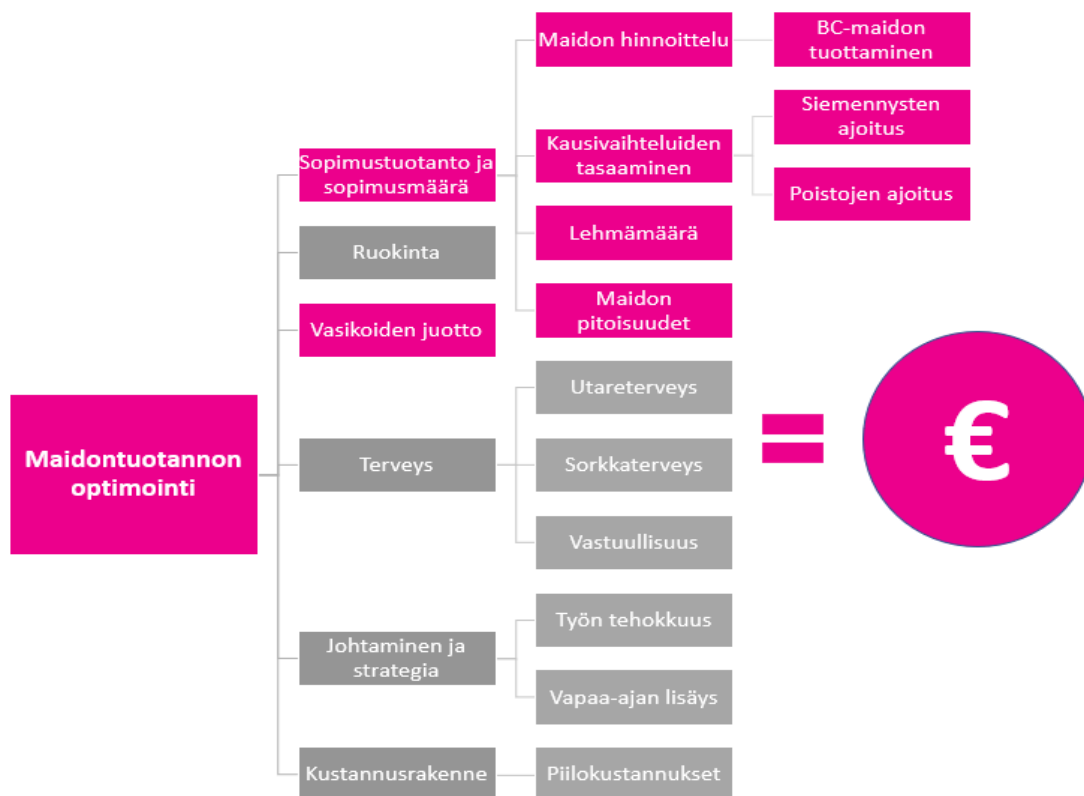 Maidontuotannon
optimointi
Sopimustuotanto ja
sopimusmäärä
Maidon hinnoittelu
BC-maidon
tuottaminen
Kausivaihteluiden
tasaaminen
Siemennysten
ajoitus
Poistojen ajoitus
Lehmämäärä
Maidon
pitoisuudet
Ruokinta
Vasikoiden juotto
Terveys
Utareterveys
Sorkkaterveys
Vastuullisuus
Johtaminen ja
strategia
Työn tehokkuus
Vapaa-ajan lisäys
Kustannusrakenne
Piilokustannukset
=
€